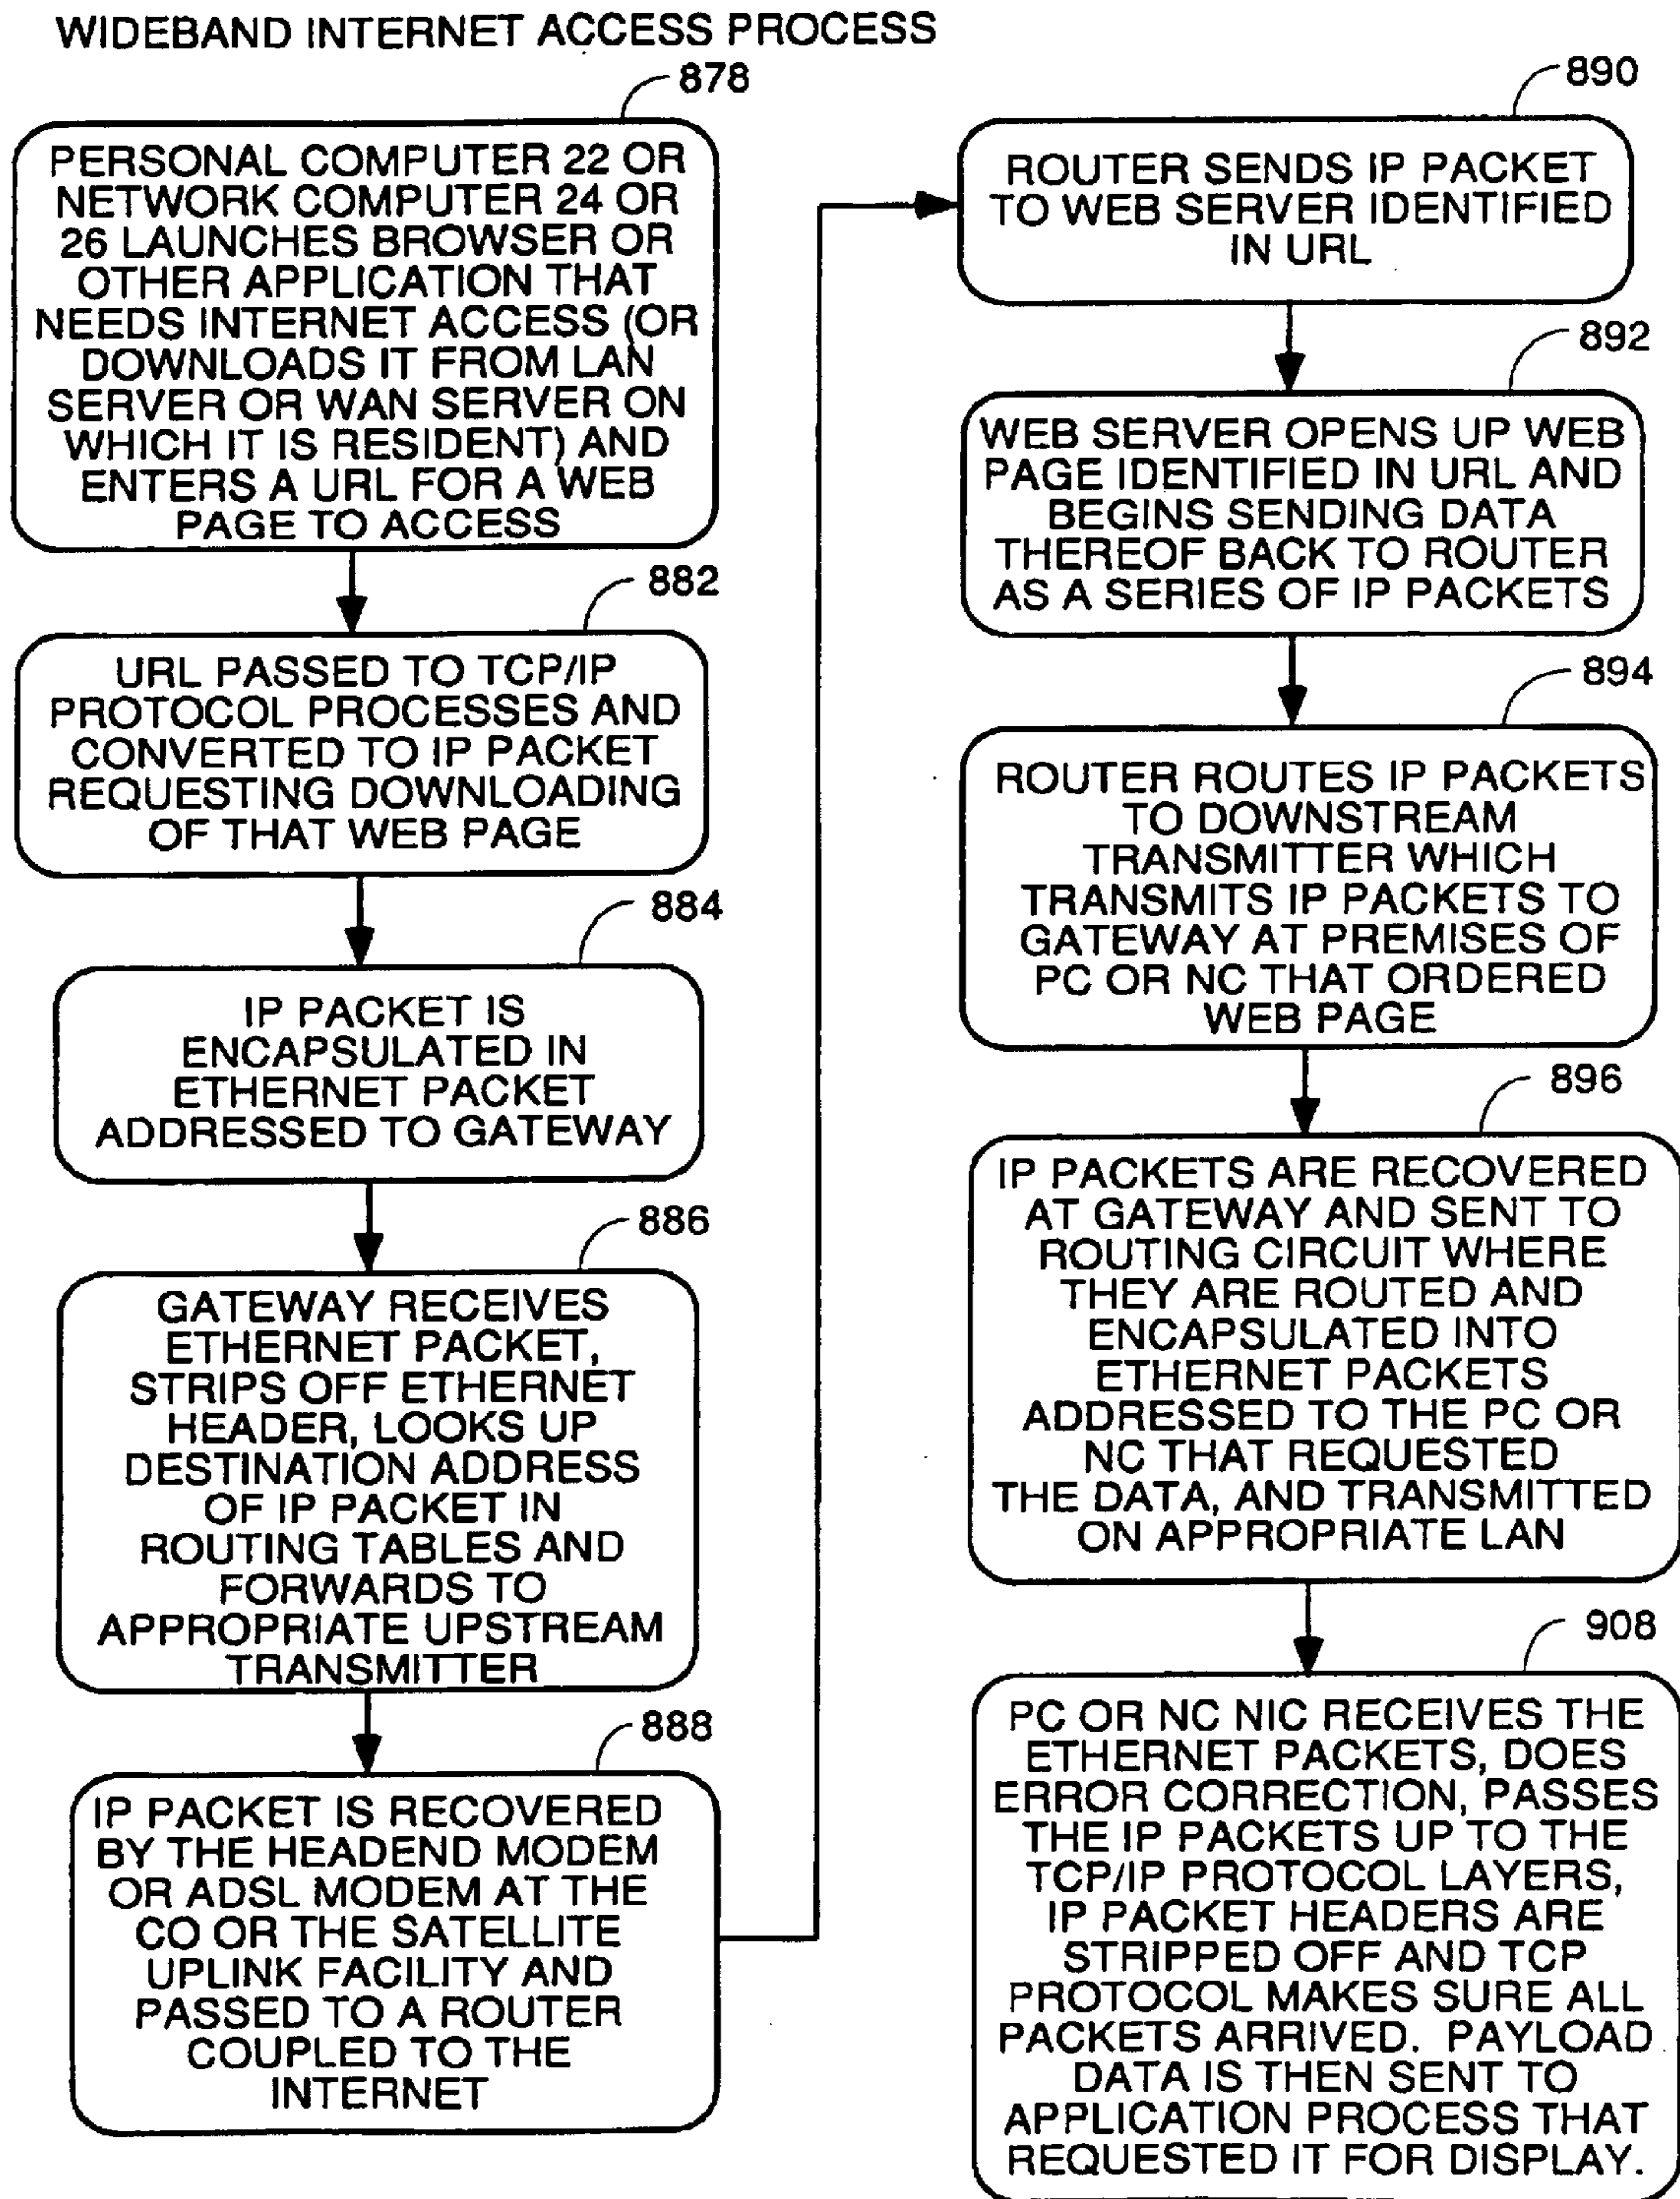 WIDEBAND INTERNET ACCESS PROCESS
878
PERSONAL COMPUTER 22 OR
NETWORK COMPUTER 24 OR
26 LAUNCHES BROWSER OR
OTHER APPLICATION THAT
NEEDS INTERNET ACCESS (OR
DOWNLOADS IT FROM LAN
SERVER OR WAN SERVER ON
WHICH IT IS RESIDENT) AND
ENTERS A URL FOR A WEB
PAGE TO ACCESS
882
URL PASSED TO TCP/IP
PROTOCOL PROCESSES AND
CONVERTED TO IP PACKET
REQUESTING DOWNLOADING
OF THAT WEB PAGE
884
IP PACKET IS
ENCAPSULATED IN
ETHERNET PACKET
ADDRESSED TO GATEWAY
886
GATEWAY RECEIVES
ETHERNET PACKET,
STRIPS OFF ETHERNET
HEADER, LOOKS UP
DESTINATION ADDRESS
OF IP PACKET IN
ROUTING TABLES AND
FORWARDS TO
APPROPRIATE UPSTREAM
TRANSMITTER
888
IP PACKET IS RECOVERED
BY THE HEADEND MODEM
OR ADSL MODEM AT THE
CO OR THE SATELLITE
UPLINK FACILITY AND
PASSED TO A ROUTER
COUPLED TO THE
INTERNET
890
ROUTER SENDS IP PACKET
TO WEB SERVER IDENTIFIED
IN URL
892
WEB SERVER OPENS UP WEB
PAGE IDENTIFIED IN URL AND
BEGINS SENDING DATA
THEREOF BACK TO ROUTER
AS A SERIES OF IP PACKETS
894
ROUTER ROUTES IP PACKETS
TO DOWNSTREAM
TRANSMITTER WHICH
TRANSMITS IP PACKETS TO
GATEWAY AT PREMISES OF
PC OR NC THAT ORDERED
WEB PAGE
896
IP PACKETS ARE RECOVERED
AT GATEWAY AND SENT TO
ROUTING CIRCUIT WHERE
THEY ARE ROUTED AND
ENCAPSULATED INTO
ETHERNET PACKETS
ADDRESSED TO THE PC OR
NC THAT REQUESTED
THE DATA, AND TRANSMITTED
ON APPROPRIATE LAN
908
PC OR NC NIC RECEIVES THE
ETHERNET PACKETS, DOES
ERROR CORRECTION, PASSES
THE IP PACKETS UP TO THE
TCP/IP PROTOCOL LAYERS,
IP PACKET HEADERS ARE
STRIPPED OFF AND TCP
PROTOCOL MAKES SURE ALL
PACKETS ARRIVED. PAYLOAD
DATA IS THEN SENT TO
APPLICATION PROCESS THAT
REQUESTED IT FOR DISPLAY.